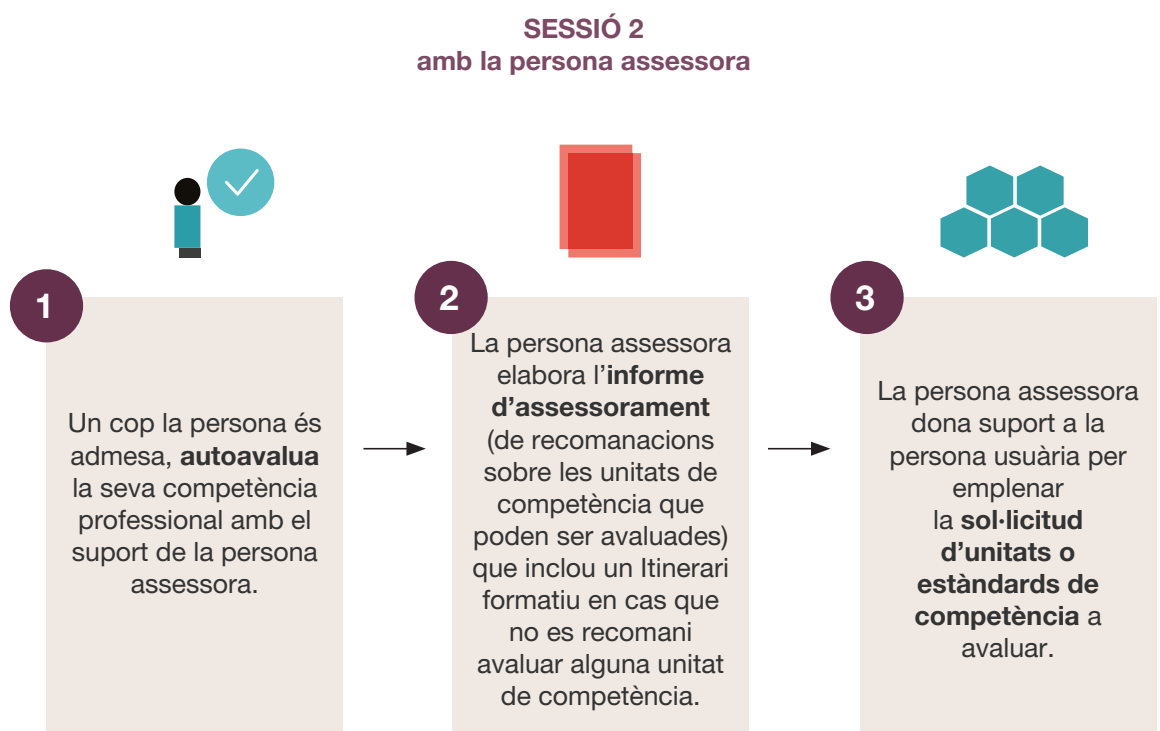 SESSIÓ 2
amb la persona assessora
1
Un cop la persona és
admesa, autoavalua
la seva competència
professional amb el
suport de la persona
assessora.
2
La persona assessora
elabora l’informe
d’assessorament
(de recomanacions
sobre les unitats de
competència que
poden ser avaluades)
que inclou un Itinerari
formatiu en cas que
no es recomani
avaluar alguna unitat
de competència.
3
La persona assessora
dona suport a la
persona usuària per
emplenar
la sol·licitud
d’unitats o
estàndards de
competència a
avaluar.